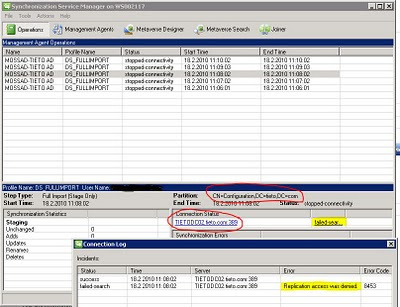 Synchronization Service Manager on WS002117
File Tools Actions Help
Operations Management Agents Metaverse Designer Metaverse Search Joiner
Management Agent Operations
Name Profile Name Status Start Time End Time
MOSSAD-TIETO AD DS_FULLIMPORT stopped-connectivity 18.2.2010 11:10:02 18.2.2010 11:10:02
MOSSAD-TIETO AD DS_FULLIMPORT stopped-connectivity 18.2.2010 11:09:03 18.2.2010 11:09:03
MOSSAD-TIETO AD DS_FULLIMPORT stopped-connectivity 18.2.2010 11:08:02 18.2.2010 11:08:02
MOSSAD-TIETO AD DS_FULLIMPORT stopped-connectivity 18.2.2010 11:07:02 18.2.2010 11:07:02
MOSSAD-TIETO AD DS_FULLIMPORT stopped-connectivity 18.2.2010 11:06:02 18.2.2010 11:06:02
Profile Name: DS_FULLIMPORT User Name:
Step Type: Full Import (Stage Only) Partition: CN=Configuration,DC=tieto,DC=com
Start Time: 18.2.2010 11:08:02 End Time: 18.2.2010 11:08:02 Status: stopped-connectivity
Synchronization Statistics Connection Status
Staging TIETODC02.tieto.com:389 failed-sear...
Unchanged 0
Adds 0
Updates
Renames
Deletes
Synchronization Errors
Connection Log
Incidents:
Status Time Server Error Error Code
success 18.2.2010 11:08:02 TIETODC02.tieto.com:389
failed-search 18.2.2010 11:08:02 TIETODC02.tieto.com:389 Replication access was denied. 8453